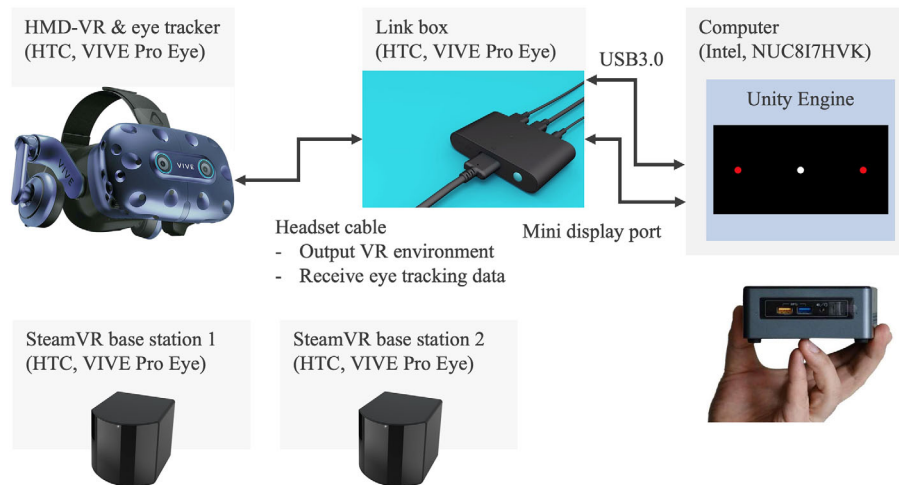 HMD-VR & eye tracker
(HTC, VIVE Pro Eye)
VIVE
VIVE
Link box
(HTC, VIVE Pro Eye)
USB3.0
Computer
(Intel, NUC8I7HVK)
Unity Engine
Headset cable
- Output VR environment
- Receive eye tracking data
Mini display port
SteamVR base station 1
(HTC, VIVE Pro Eye)
SteamVR base station 2
(HTC, VIVE Pro Eye)